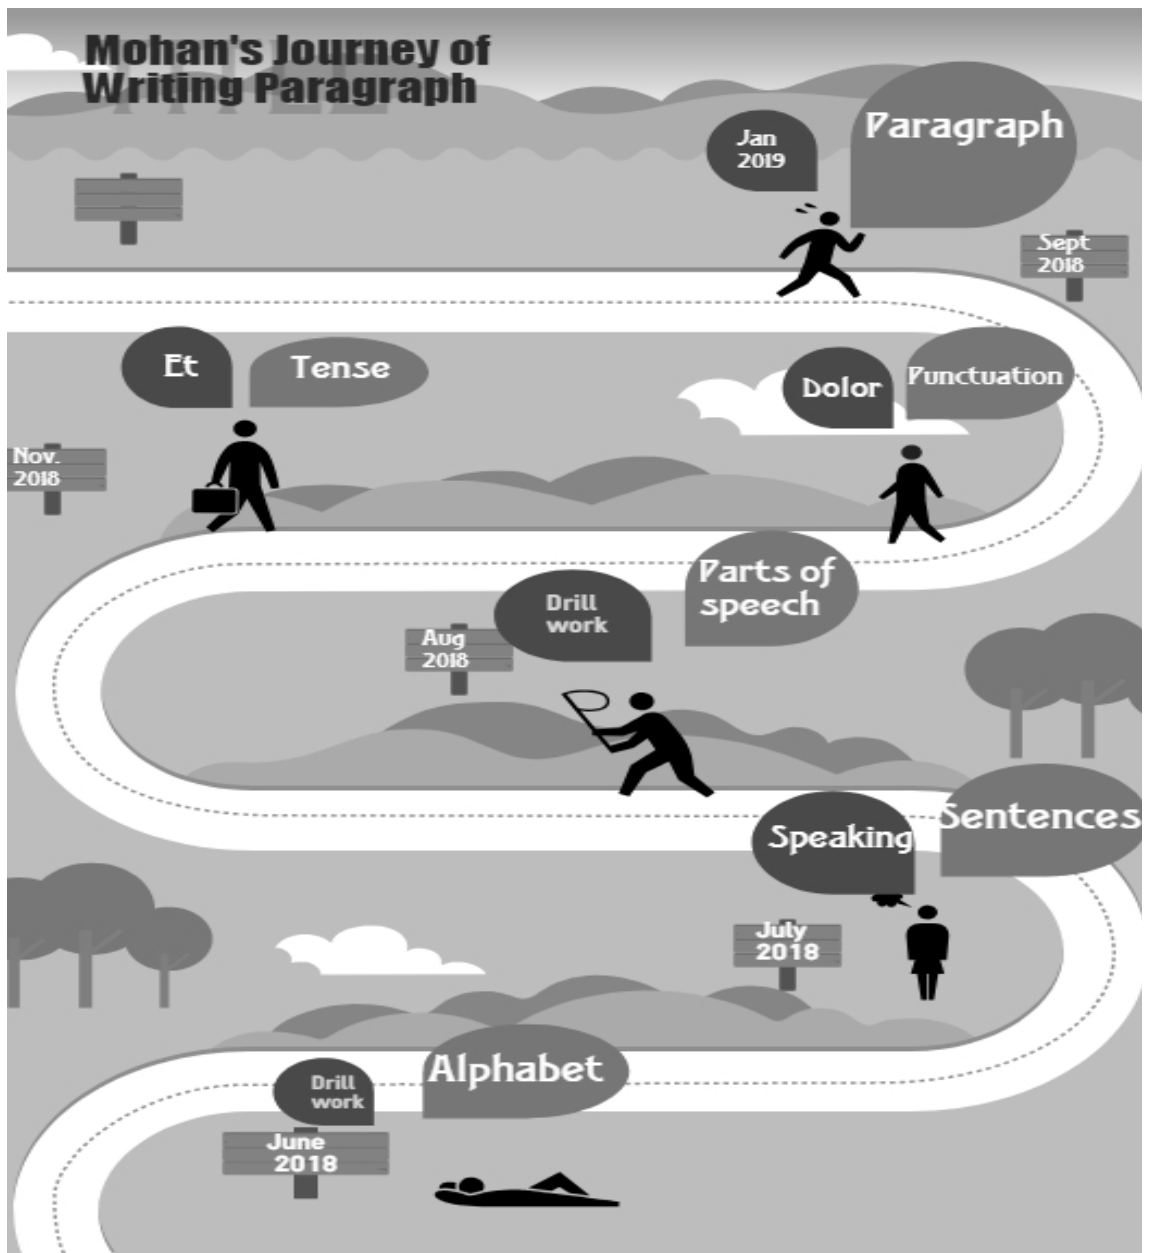 Mohan's Journey of
Writing Paragraph
Jan
2019
Paragraph
Sept
2018
Et
Tense
Dolor
Punctuation
Nov.
2018
Parts of
speech
Drill
work
Aug
2018
Speaking
Sentences
July
2018
Alphabet
Drill
work
June
2018